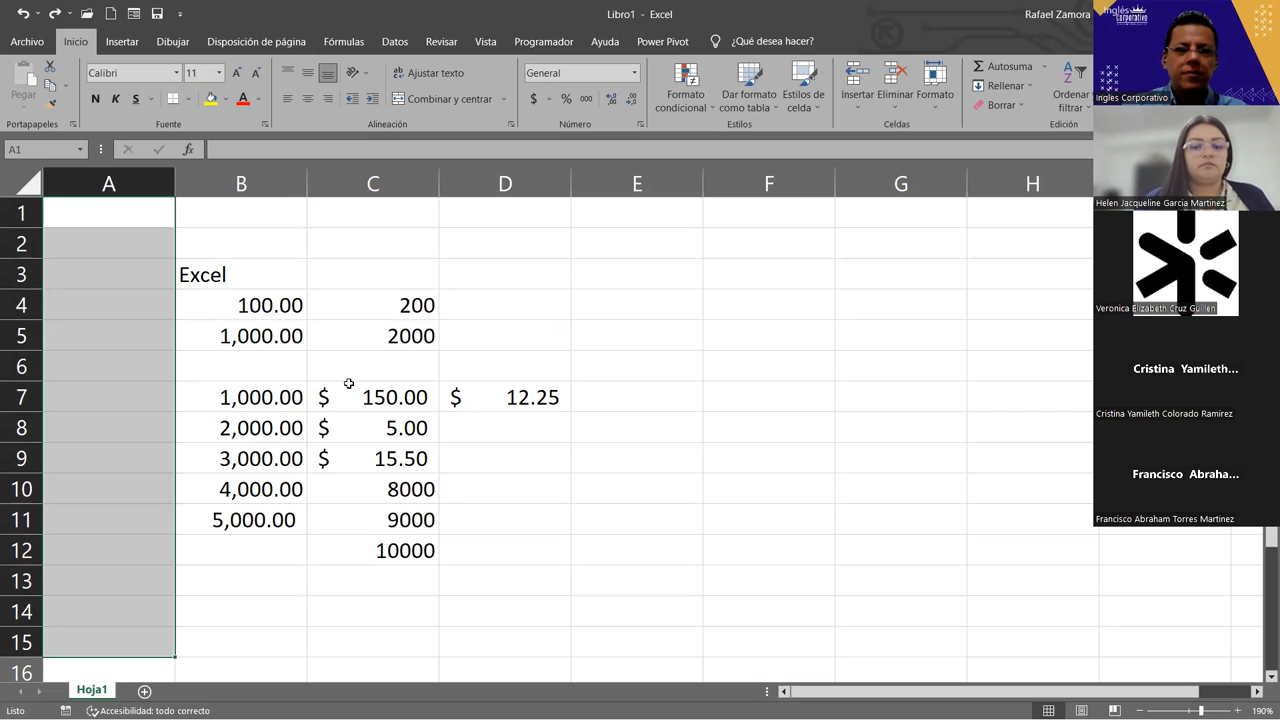 Libro1 - Excel
Rafael Zamora
Archivo Inicio Insertar Dibujar Disposición de página Fórmulas Datos Revisar Vista Programador Ayuda Power Pivot ¿Qué desea hacer?
Pegar
Calibri 11
N K S
Ajustar texto
Combinar y centrar
General
$ % 000
Formato condicional
Dar formato como tabla
Estilos de celda
Insertar Eliminar Formato
Autosuma
Rellenar
Borrar
Ordenar filtrar
Portapapeles Fuente Alineación Número Estilos Celdas Edición
A1 fx
A B C D E F G H
1
2
3 Excel
4 100.00 200
5 1,000.00 2000
6
7 1,000.00 $ 150.00 $ 12.25
8 2,000.00 $ 5.00
9 3,000.00 $ 15.50
10 4,000.00 8000
11 5,000.00 9000
12 10000
13
14
15
16
Hoja1
Listo Accesibilidad: todo correcto 190%
Inglés
Corporativo
Ingles Corporativo
Helen Jacqueline Garcia Martinez
Veronica Elizabeth Cruz Guillen
Cristina Yamileth...
Cristina Yamileth Colorado Ramirez
Francisco Abraha...
Francisco Abraham Torres Martinez